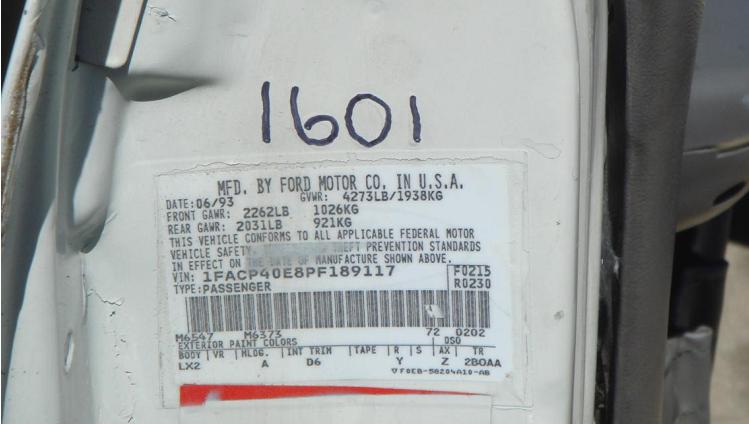 1601
MFD. BY FORD MOTOR CO. IN U.S.A.
DATE: 06/93 GVWR: 4273LB/1938KG
FRONT GAWR: 2262LB 1026KG
REAR GAWR: 2031LB 921KG
THIS VEHICLE CONFORMS TO ALL APPLICABLE FEDERAL MOTOR
VEHICLE SAFETY, THEFT PREVENTION STANDARDS
IN EFFECT ON THE DATE OF MANUFACTURE SHOWN ABOVE.
VIN: 1FACP40E8PF189117 F0215
TYPE: PASSENGER R0230
M6547 M6373 72 0202
EXTERIOR PAINT COLORS DSO
BODY VR MLDG. INT TRIM TAPE R S AX TR
LX2 A D6 Y Z 2B0AA
F0EB-58204A10-AB